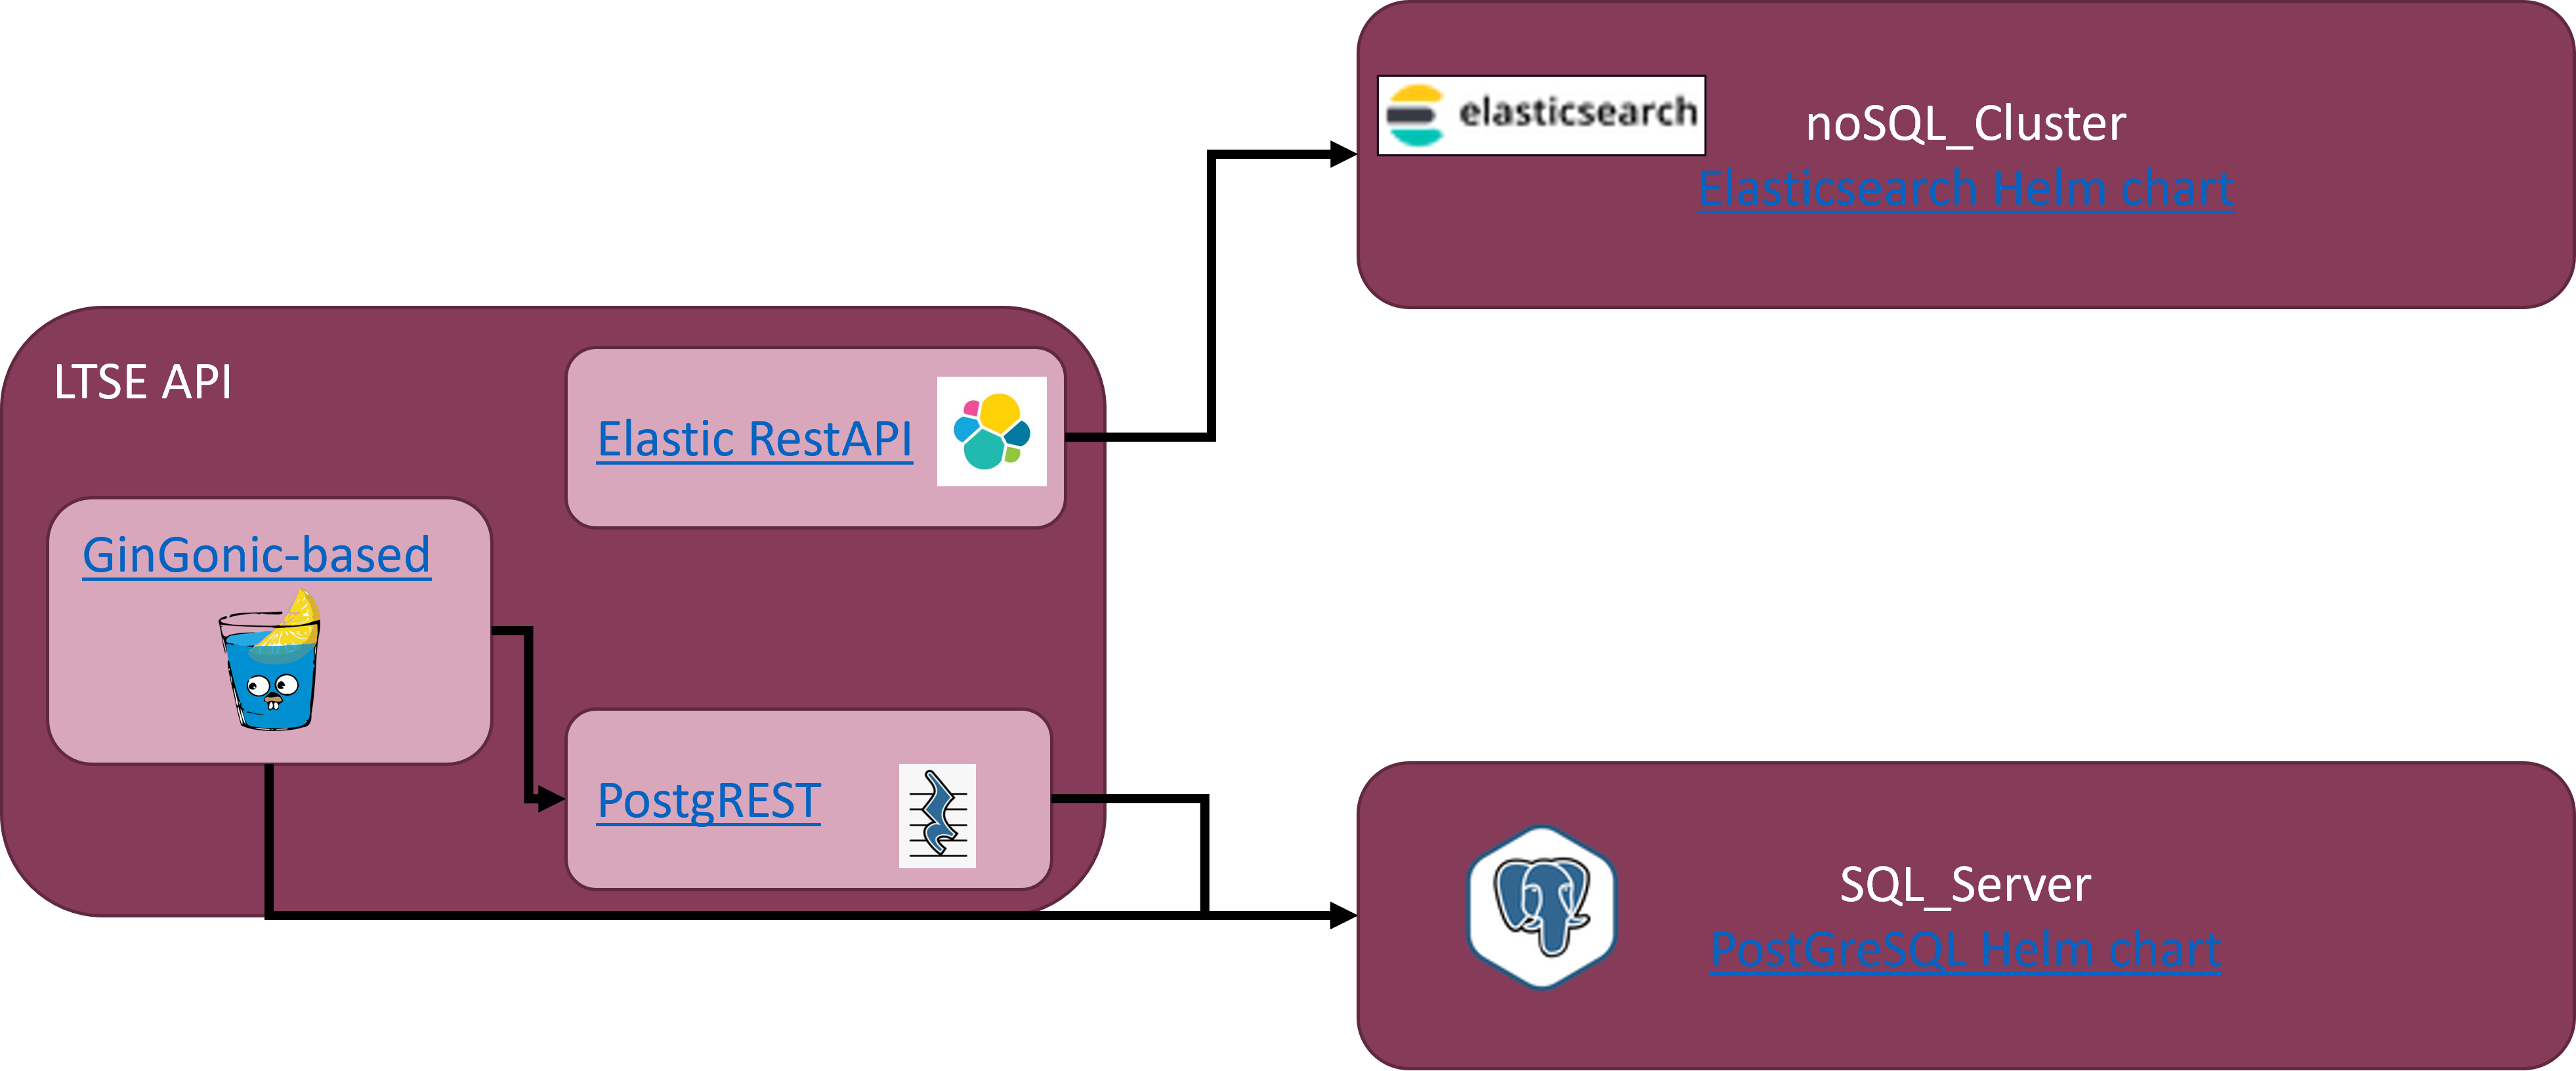 elasticsearch
noSQL_Cluster
Elasticsearch Helm chart
LTSE API
Elastic RestAPI
GinGonic-based
PostgREST
SQL_Server
PostGreSQL Helm chart